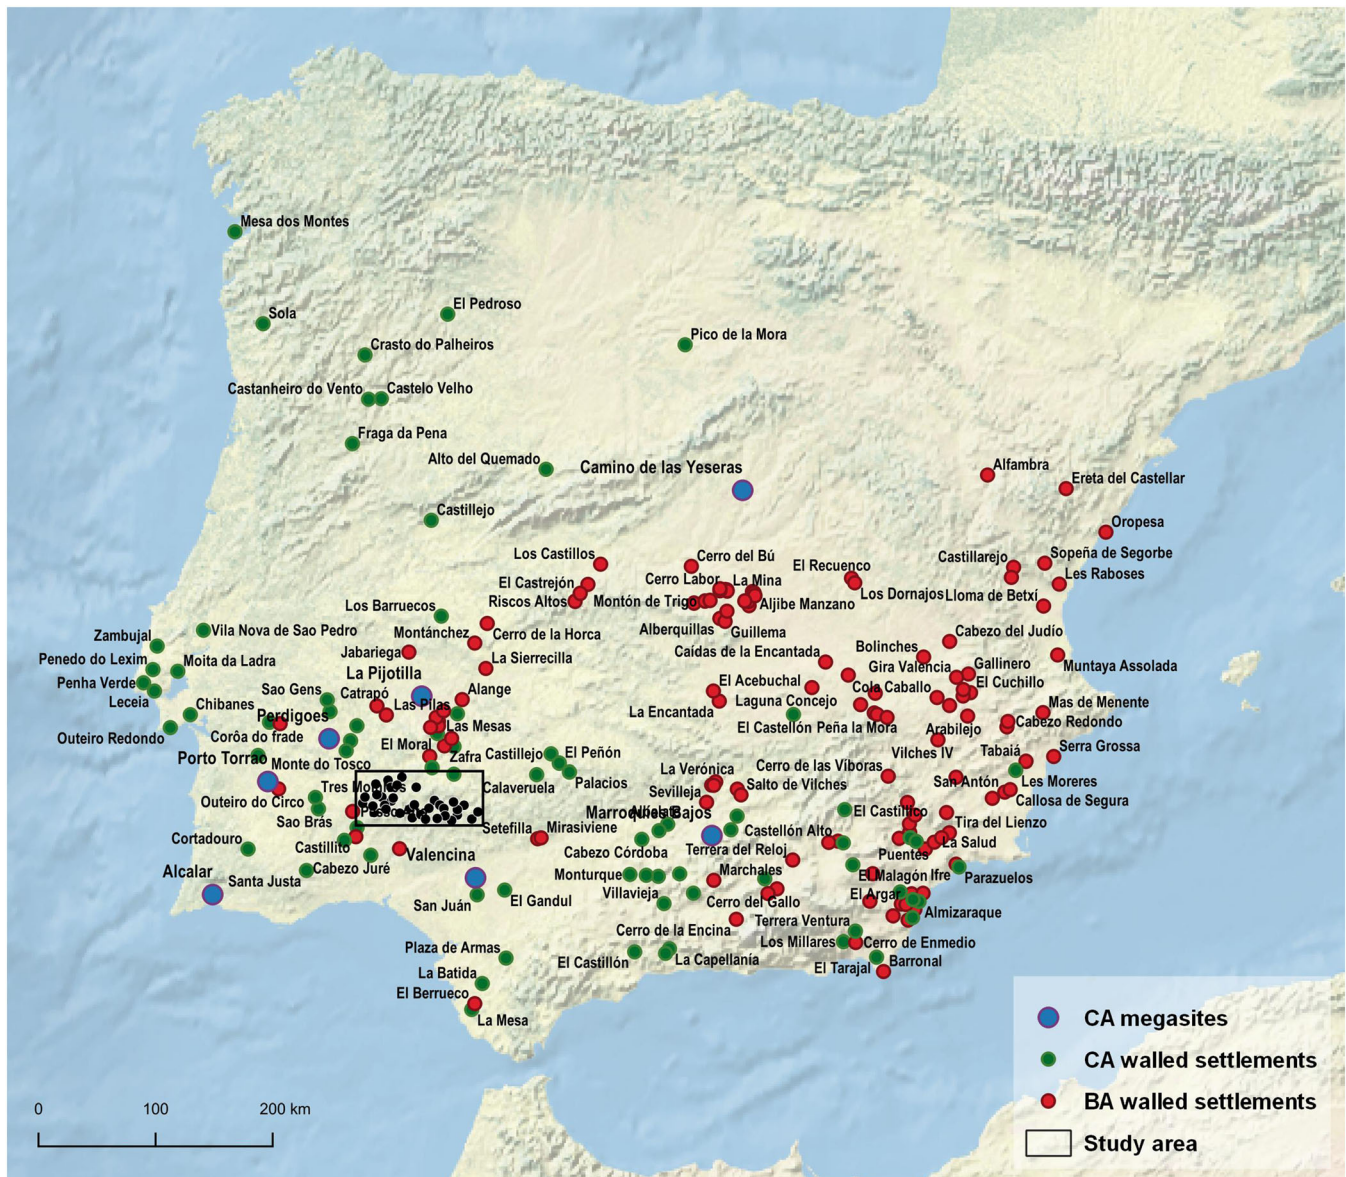 Mesa dos Montes
El Pedroso
Sola
Pico de la Mora
Crasto do Palheiros
Castanheiro do Vento
Castelo Velho
Fraga da Pena
Alto del Quemado
Camino de las Yeseras
Alfambra
Ereta del Castellar
Castillejo
Oropesa
Los Castillos
Cerro del Bú
El Recuenco
Castillarejo
Sopeña de Segorbe
El Castrejón
Cerro Labor
La Mina
Les Raboses
Riscos Altos
Montón de Trigo
Aljibe Manzano
Los Dornajos
Lloma de Betxí
Los Barruecos
Zambujal
Vila Nova de Sao Pedro
Montánchez
Cerro de la Horca
Alberquillas
Guillema
Cabezo del Judío
Jabariega
Caídas de la Encantada
Bolinches
Penedo do Lexim
Moita da Ladra
La Sierrecilla
Gira Valencia
Gallinero
Muntaya Assolada
La Pijotilla
Penha Verde
El Acebuchal
Cola Caballo
El Cuchillo
Leceia
Sao Gens
Catrapó
Alange
Laguna Concejo
Chibanes
Las Pilas
La Encantada
Mas de Menente
Perdigoes
Las Mesas
El Castellón Peña la Mora
Arabilejo
Cabezo Redondo
Outeiro Redondo
Corôa do frade
El Moral
Zafra
Castillejo
El Peñón
Vilches IV
Tabaiá
Serra Grossa
Porto Torrao
Monte do Tosco
La Verónica
Cerro de las Víboras
Calaveruela
Palacios
Salto de Vilches
San Antón
Les Moreres
Sevilleja
Callosa de Segura
Outeiro do Circo
Sao Brás
Marroquíes Bajos
El Castillico
Tira del Lienzo
Cortadouro
Castillito
Setefilla
Mirasiviene
Castellón Alto
La Salud
Cabezo Córdoba
Terrera del Reloj
Puentes
Valencina
Alcalar
Santa Justa
Cabezo Juré
Monturque
Marchales
El Malagón
Ifre
Parazuelos
Villavieja
San Juán
El Gandul
Cerro del Gallo
El Argar
Almizaraque
Cerro de la Encina
Terrera Ventura
Plaza de Armas
Los Millares
Cerro de Enmedio
El Castillón
La Capellanía
La Batida
El Tarajal
Barronal
El Berrueco
La Mesa
CA megasites
CA walled settlements
BA walled settlements
Study area
0 100 200 km